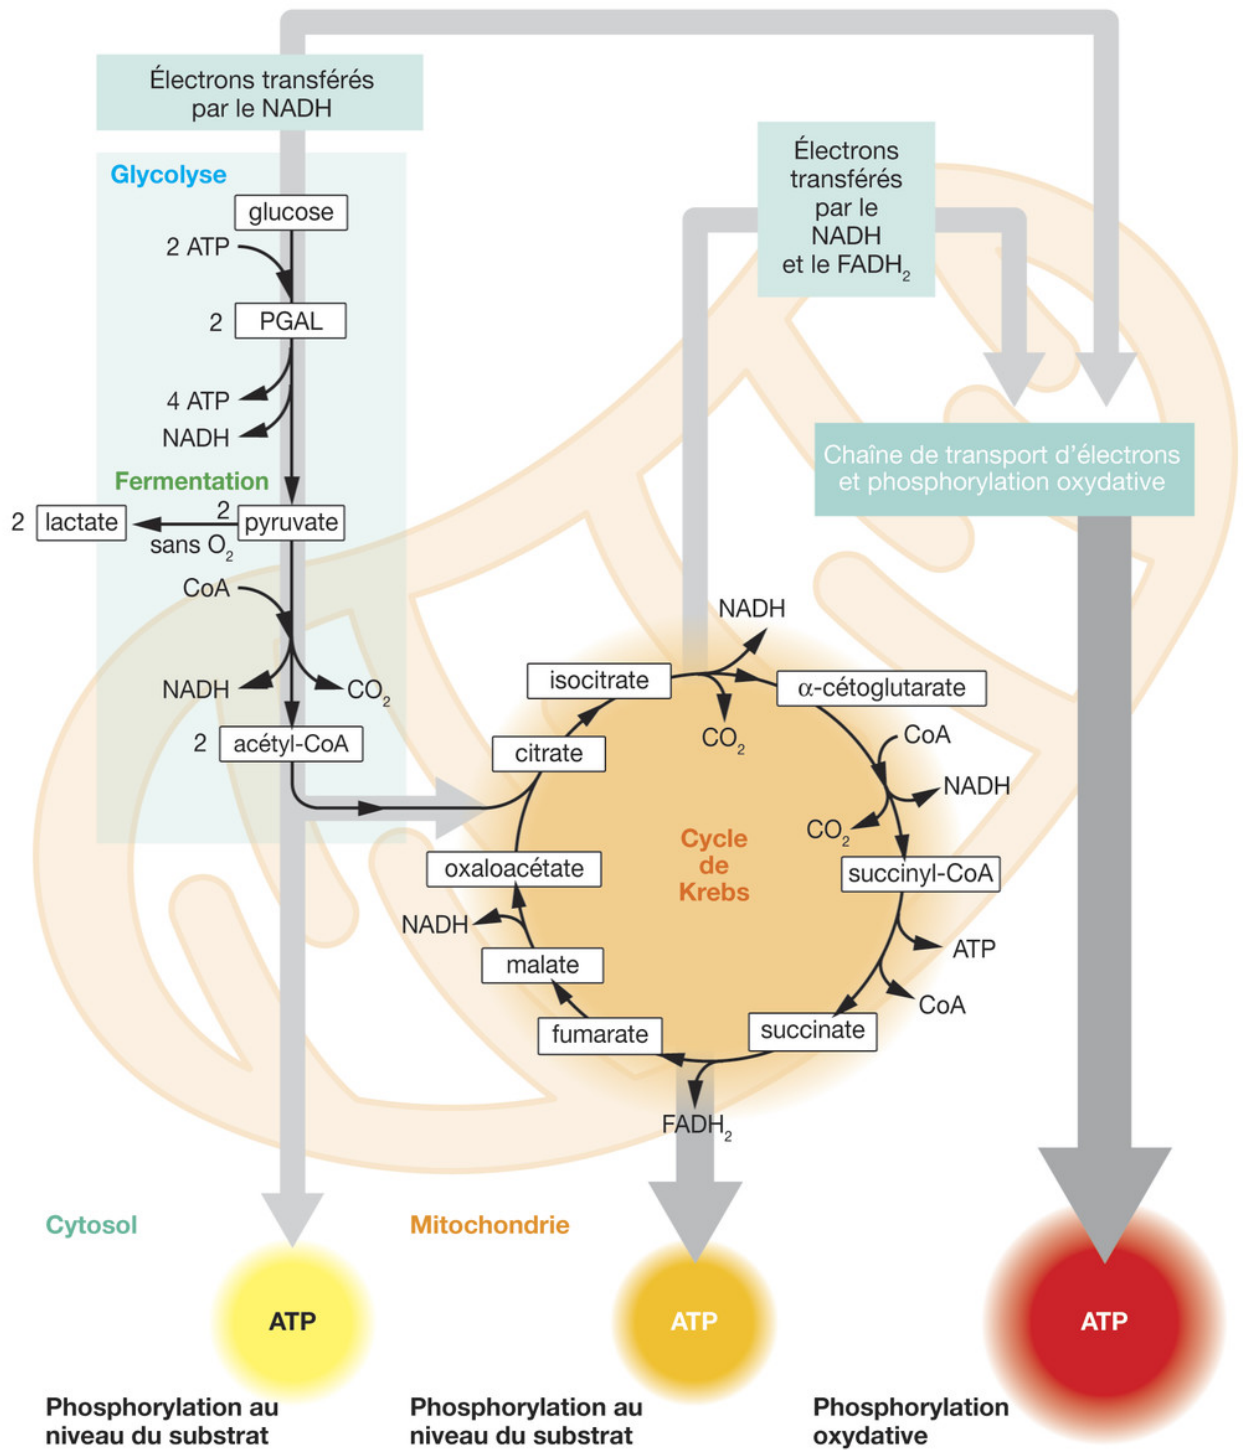 Électrons transférés
par le NADH
Glycolyse
glucose
2 ATP
2 PGAL
4 ATP
NADH
Fermentation
2 lactate
2 pyruvate
sans O₂
CoA
NADH
CO₂
2 acétyl-CoA
Électrons
transférés
par le
NADH
et le FADH₂
Chaîne de transport d’électrons
et phosphorylation oxydative
NADH
isocitrate
α-cétoglutarate
CO₂
citrate
CoA
NADH
CO₂
Cycle
de
Krebs
oxaloacétate
succinyl-CoA
NADH
ATP
malate
CoA
fumarate
succinate
FADH₂
Cytosol
Mitochondrie
ATP
ATP
ATP
Phosphorylation au
niveau du substrat
Phosphorylation au
niveau du substrat
Phosphorylation
oxydative